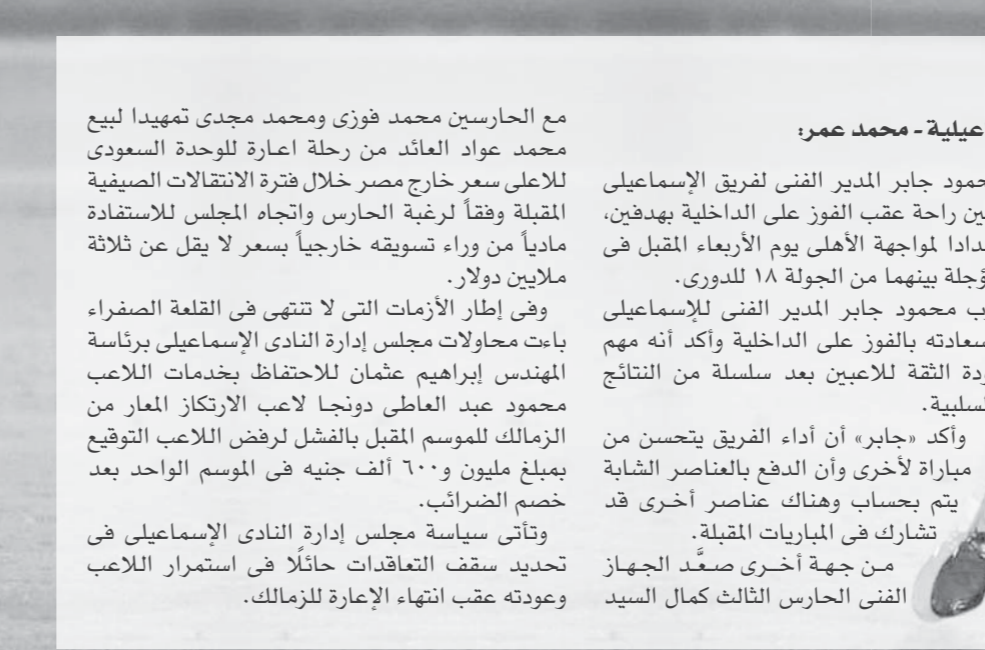 عيلية - محمد عمر:
حمود جابر المدير الفنى لفريق الإسماعيلى
ين راحة عقب الفوز على الداخلية بهدفين،
دادا لمواجهة الأهلى يوم الأربعاء المقبل فى
ؤجلة بينهما من الجولة ١٨ للدورى.
ب محمود جابر المدير الفنى للإسماعيلى
سعادته بالفوز على الداخلية وأكد أنه مهم
ودة الثقة للاعبين بعد سلسلة من النتائج
لسلبية.
وأكد «جابر» أن أداء الفريق يتحسن من
مباراة لأخرى وأن الدفع بالعناصر الشابة
يتم بحساب وهناك عناصر أخرى قد
تشارك فى المباريات المقبلة.
من جهة أخرى صعَّد الجهاز
الفنى الحارس الثالث كمال السيد
مع الحارسين محمد فوزى ومحمد مجدى تمهيدا لبيع
محمد عواد العائد من رحلة اعارة للوحدة السعودى
للاعلى سعر خارج مصر خلال فترة الانتقالات الصيفية
المقبلة وفقاً لرغبة الحارس واتجاه المجلس للاستفادة
مادياً من وراء تسويقه خارجياً بسعر لا يقل عن ثلاثة
ملايين دولار.
وفى إطار الأزمات التى لا تنتهى فى القلعة الصفراء
باءت محاولات مجلس إدارة النادى الإسماعيلى برئاسة
المهندس إبراهيم عثمان للاحتفاظ بخدمات اللاعب
محمود عبد العاطى دونجا لاعب الارتكاز المعار من
الزمالك للموسم المقبل بالفشل لرفض اللاعب التوقيع
بمبلغ مليون و٦٠٠ ألف جنيه فى الموسم الواحد بعد
خصم الضرائب.
وتأتى سياسة مجلس إدارة النادى الإسماعيلى فى
تحديد سقف التعاقدات حائلًا فى استمرار اللاعب
وعودته عقب انتهاء الإعارة للزمالك.